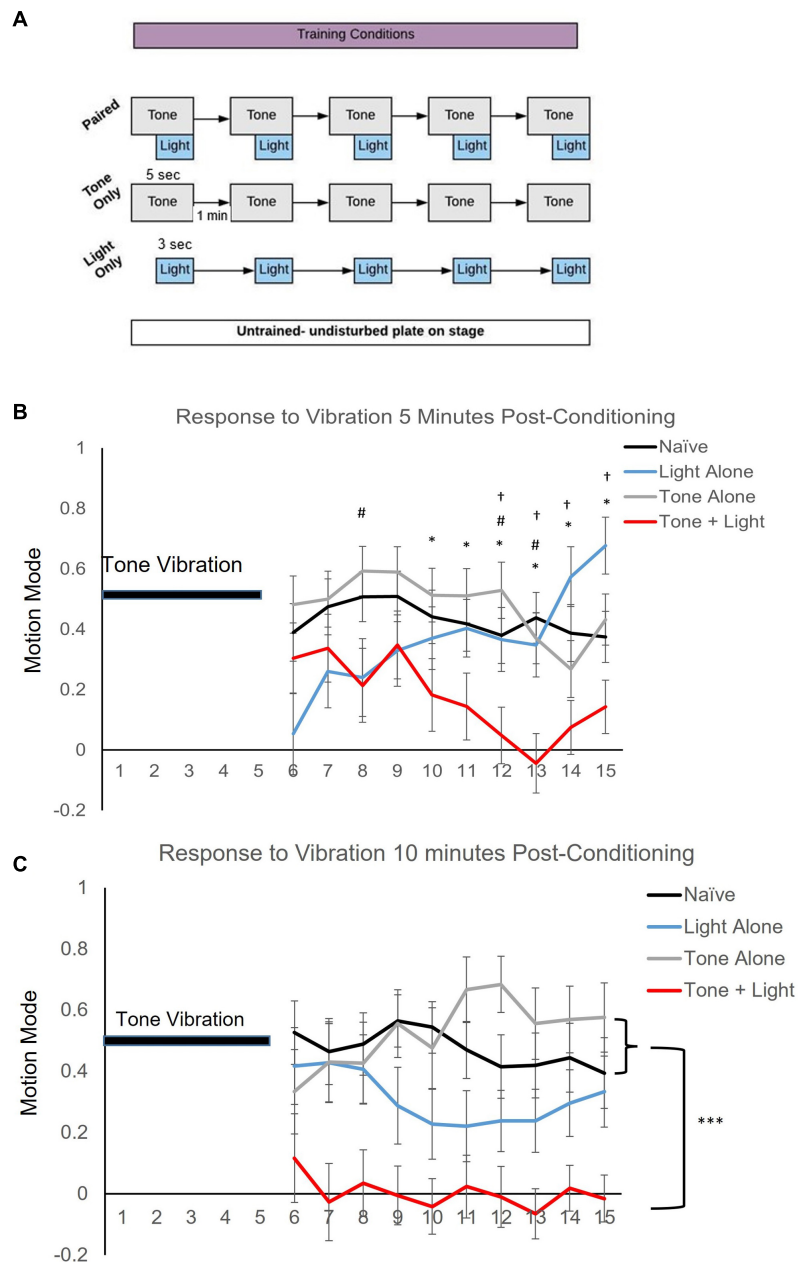 A
Training Conditions
Paired
Tone Tone Tone Tone Tone
Light Light Light Light Light
5 sec
Tone Only
Tone Tone Tone Tone Tone
1 min
3 sec
Light Only
Light Light Light Light Light
Untrained- undisturbed plate on stage
B
Response to Vibration 5 Minutes Post-Conditioning
Naïve
Light Alone
Tone Alone
Tone + Light
Motion Mode
1
0.8
0.6
0.4
0.2
0
-0.2
Tone Vibration
#
*
*
†
#
*
†
#
*
†
*
†
*
1 2 3 4 5 6 7 8 9 10 11 12 13 14 15
C
Response to Vibration 10 minutes Post-Conditioning
Naïve
Light Alone
Tone Alone
Tone + Light
Motion Mode
1
0.8
0.6
0.4
0.2
0
-0.2
Tone Vibration
***
1 2 3 4 5 6 7 8 9 10 11 12 13 14 15